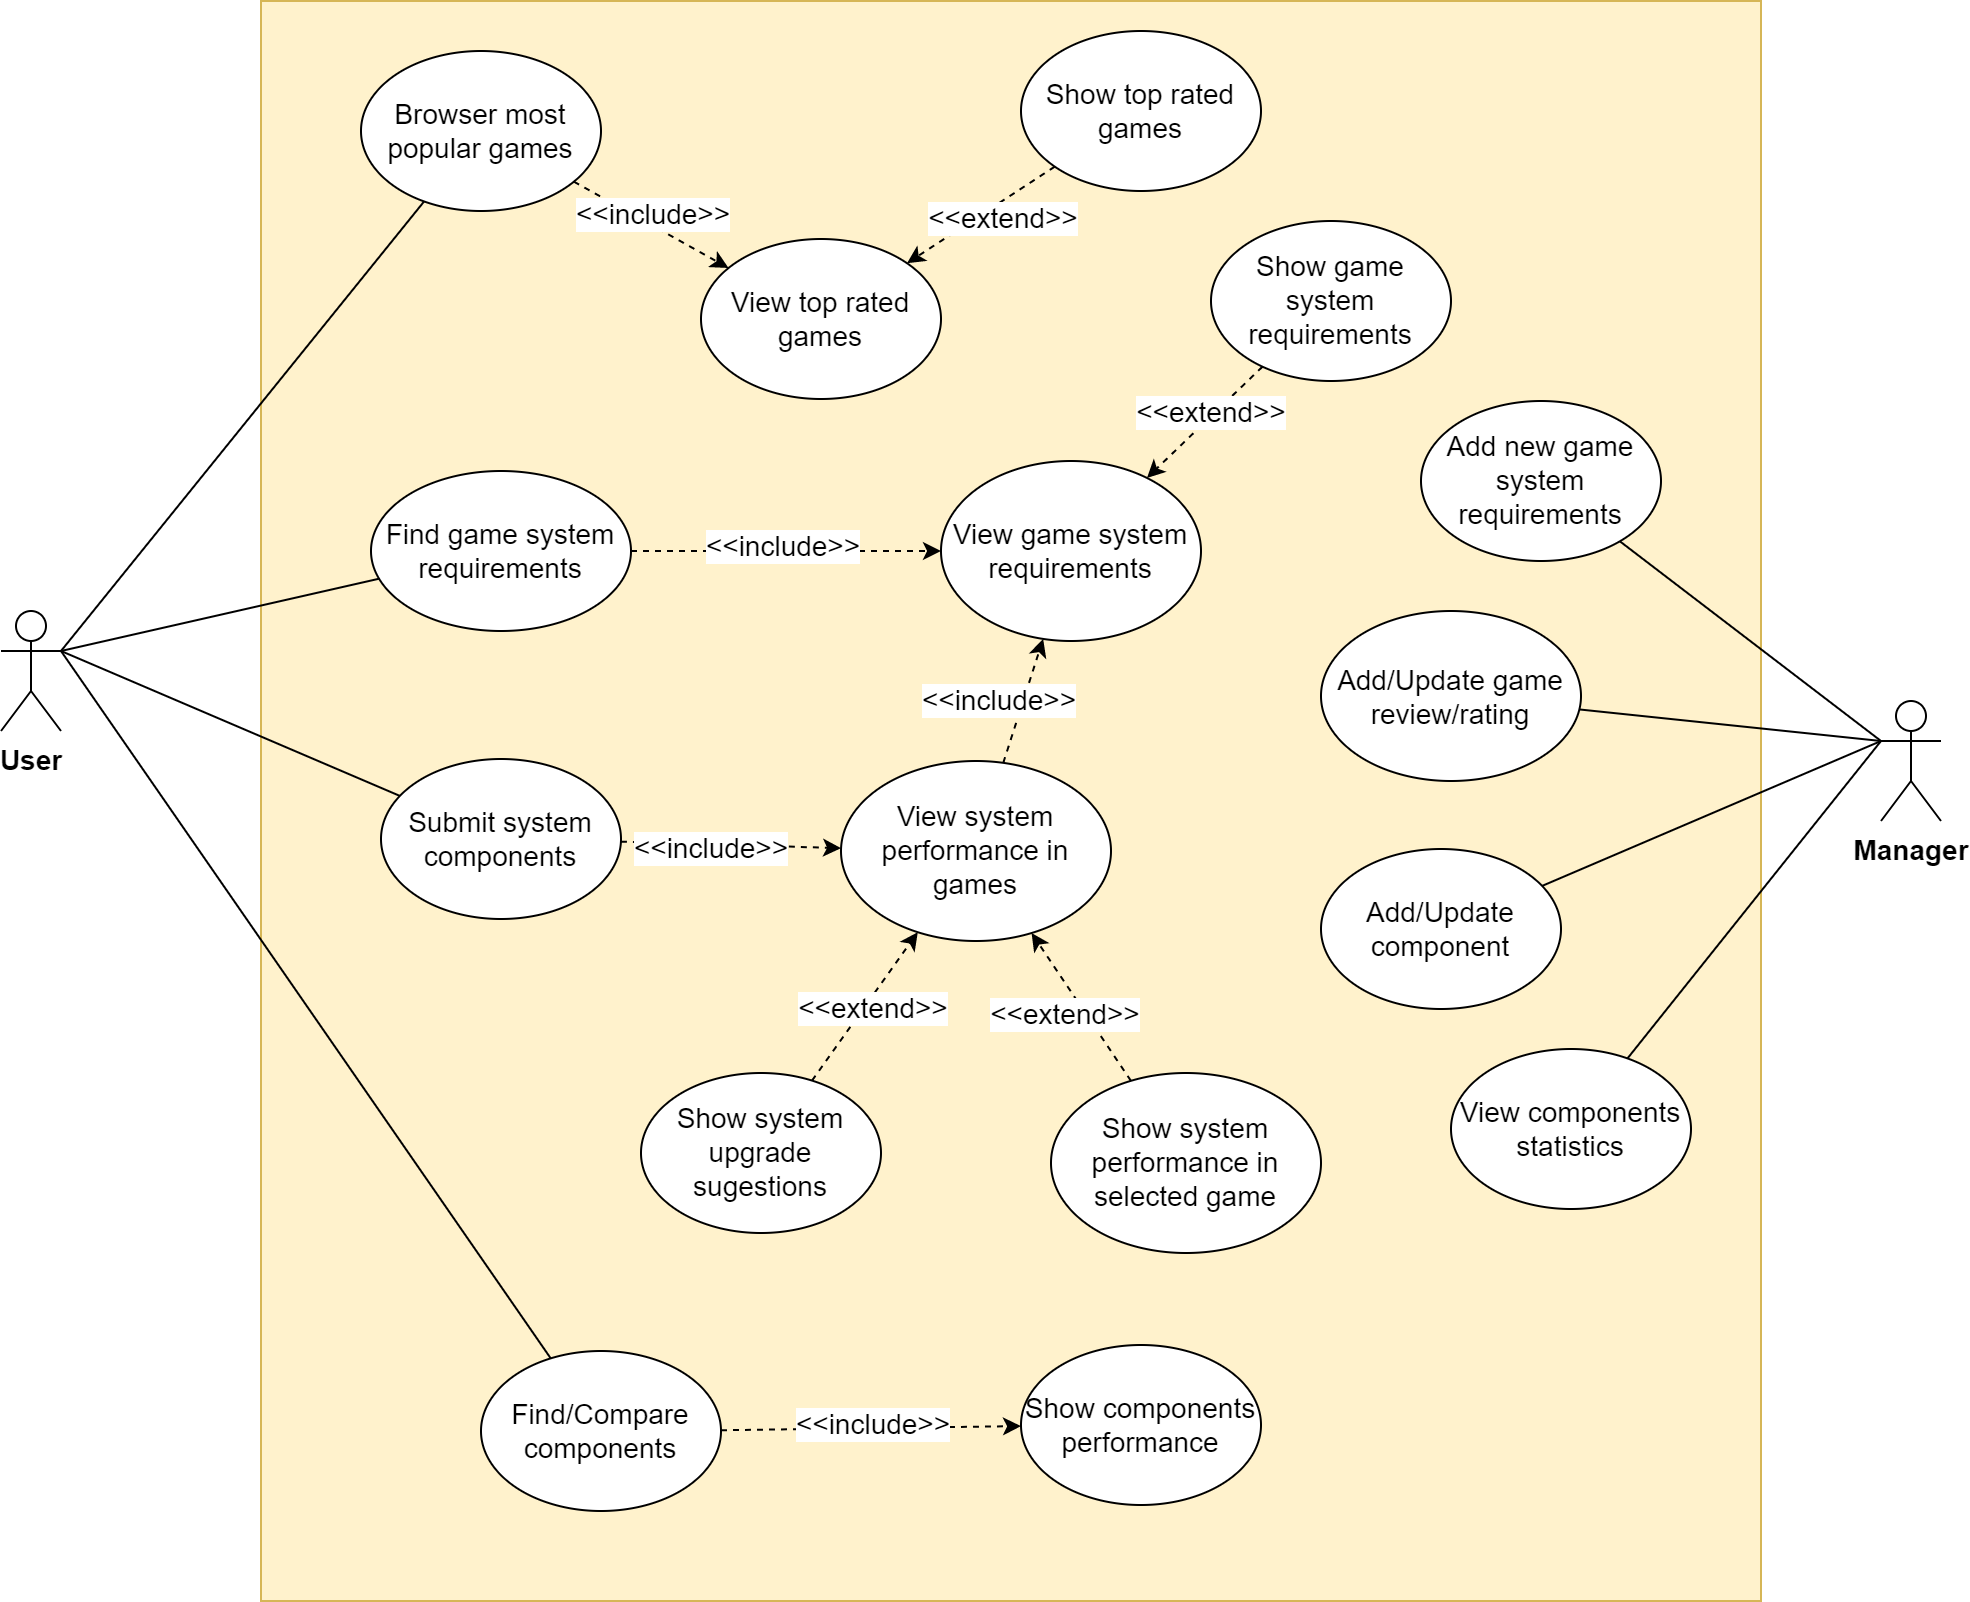 Browser most
popular games
Show top rated
games
<<include>>
<<extend>>
View top rated
games
Show game
system
requirements
<<extend>>
Add new game
system
requirements
Find game system
requirements
<<include>>
View game system
requirements
<<include>>
Add/Update game
review/rating
User
Manager
Submit system
components
<<include>>
View system
performance in
games
Add/Update
component
<<extend>>
<<extend>>
Show system
upgrade
sugestions
Show system
performance in
selected game
View components
statistics
Find/Compare
components
<<include>>
Show components
performance